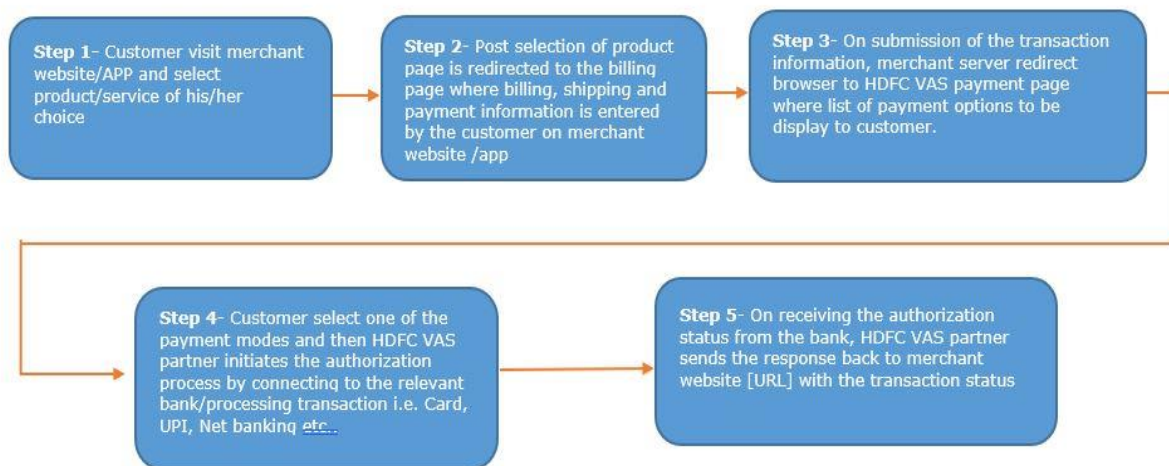 Step 1- Customer visit merchant
website/APP and select
product/service of his/her
choice
Step 2- Post selection of product
page is redirected to the billing
page where billing, shipping and
payment information is entered
by the customer on merchant
website /app
Step 3- On submission of the transaction
information, merchant server redirect
browser to HDFC VAS payment page
where list of payment options to be
display to customer.
Step 4- Customer select one of the
payment modes and then HDFC VAS
partner initiates the authorization
process by connecting to the relevant
bank/processing transaction i.e. Card,
UPI, Net banking etc..
Step 5- On receiving the authorization
status from the bank, HDFC VAS partner
sends the response back to merchant
website [URL] with the transaction status